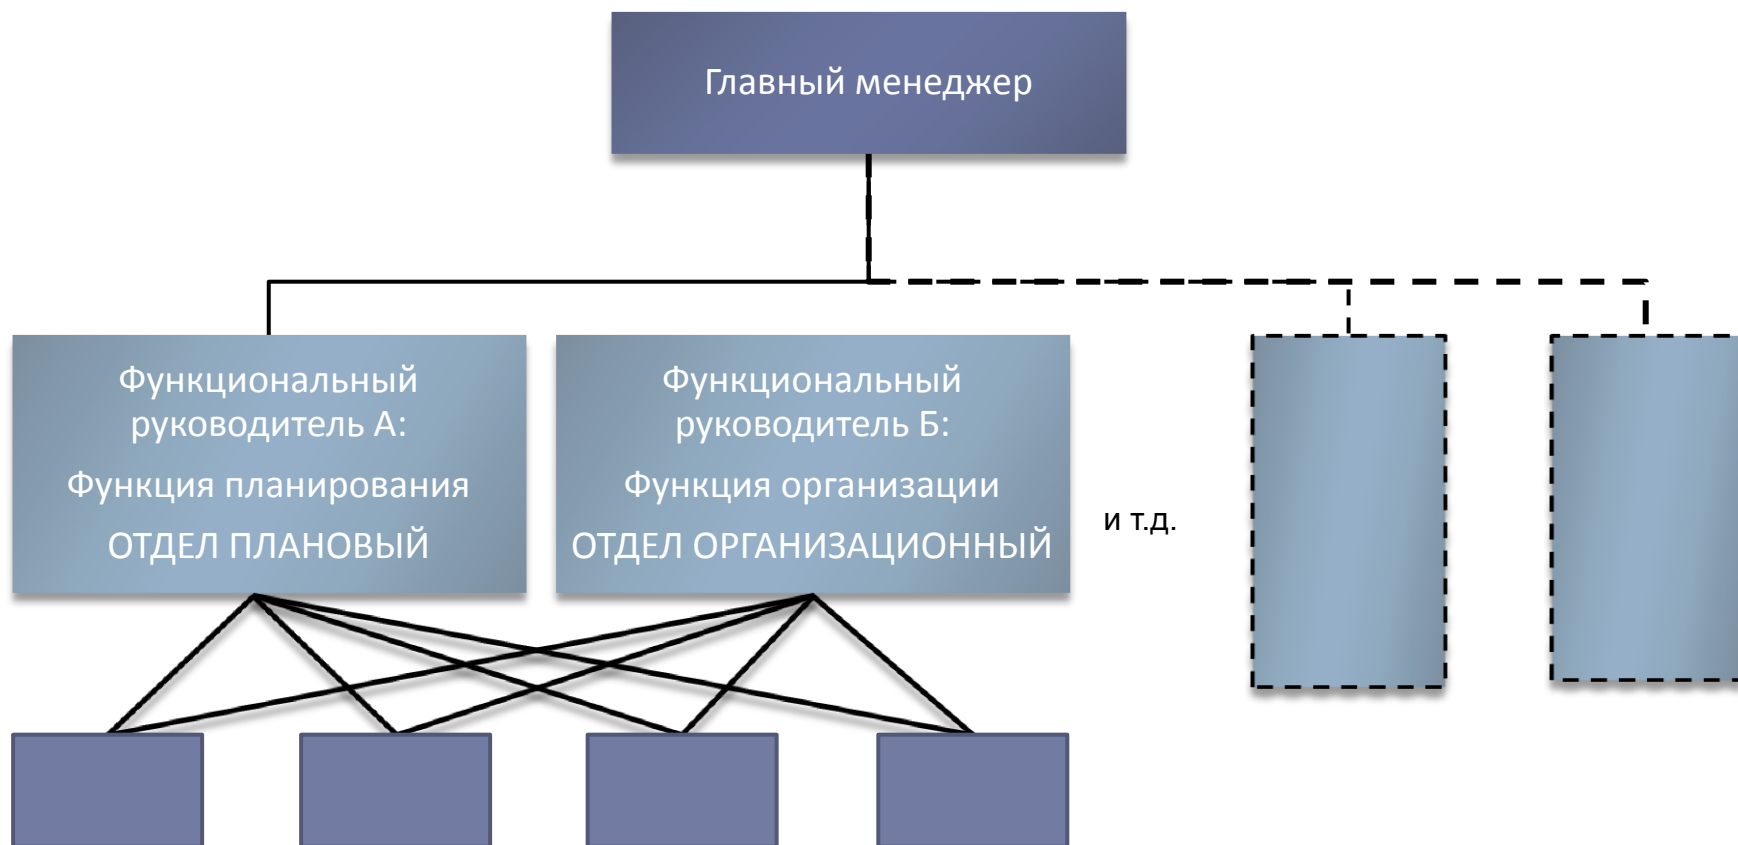 Главный менеджер
Функциональный
руководитель А:
Функция планирования
ОТДЕЛ ПЛАНОВЫЙ
Функциональный
руководитель Б:
Функция организации
ОТДЕЛ ОРГАНИЗАЦИОННЫЙ
и т.д.